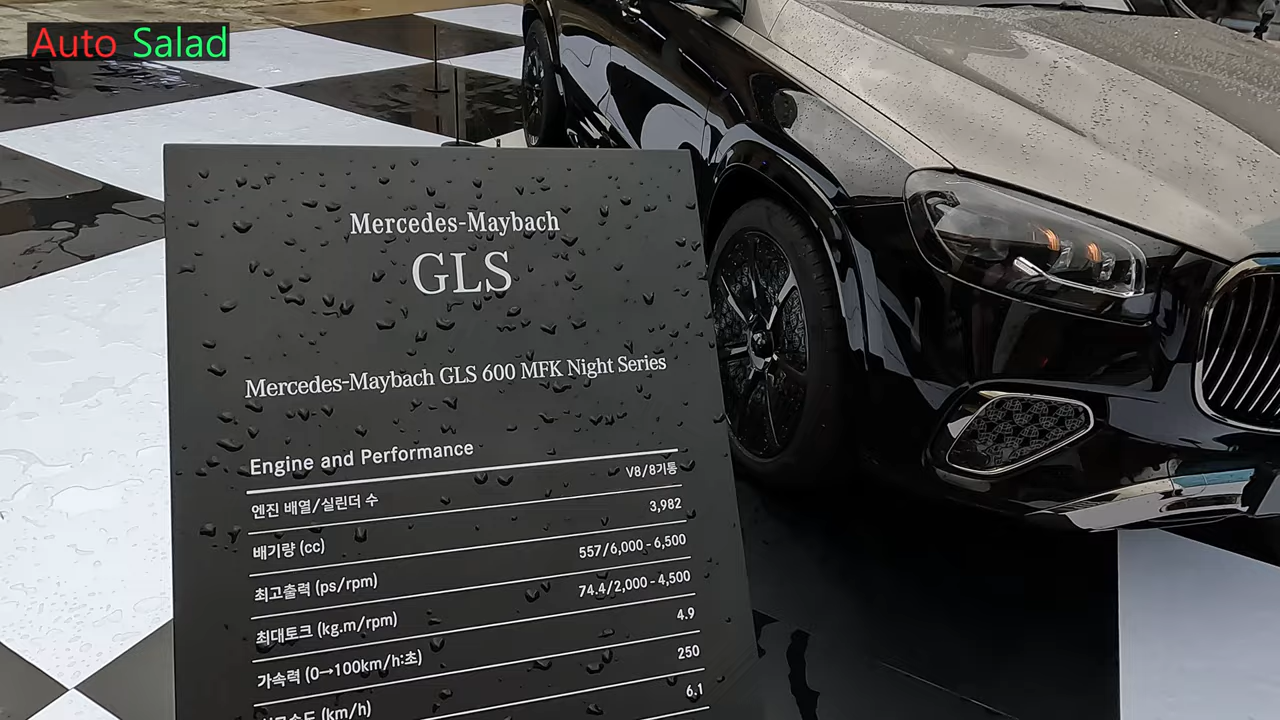 Auto Salad
Mercedes-Maybach
GLS
Mercedes-Maybach GLS 600 MFK Night Series
Engine and Performance
엔진 배열/실린더 수 V8/8기통
배기량 (cc) 3,982
최고출력 (ps/rpm) 557/6,000-6,500
최대토크 (kg.m/rpm) 74.4/2,000-4,500
가속력 (0→100km/h:초) 4.9
(km/h) 250
6.1